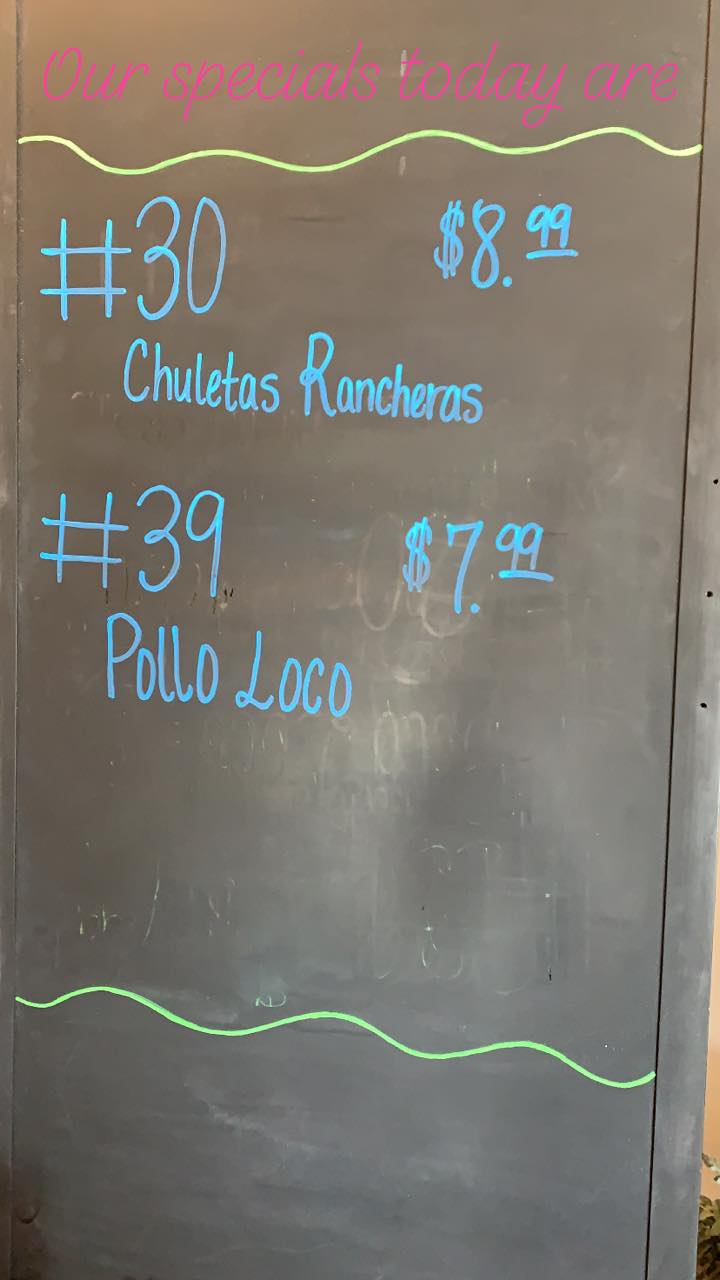 Our specials today are
#30 $8.99
Chuletas Rancheras
#39 $7.99
Pollo Loco